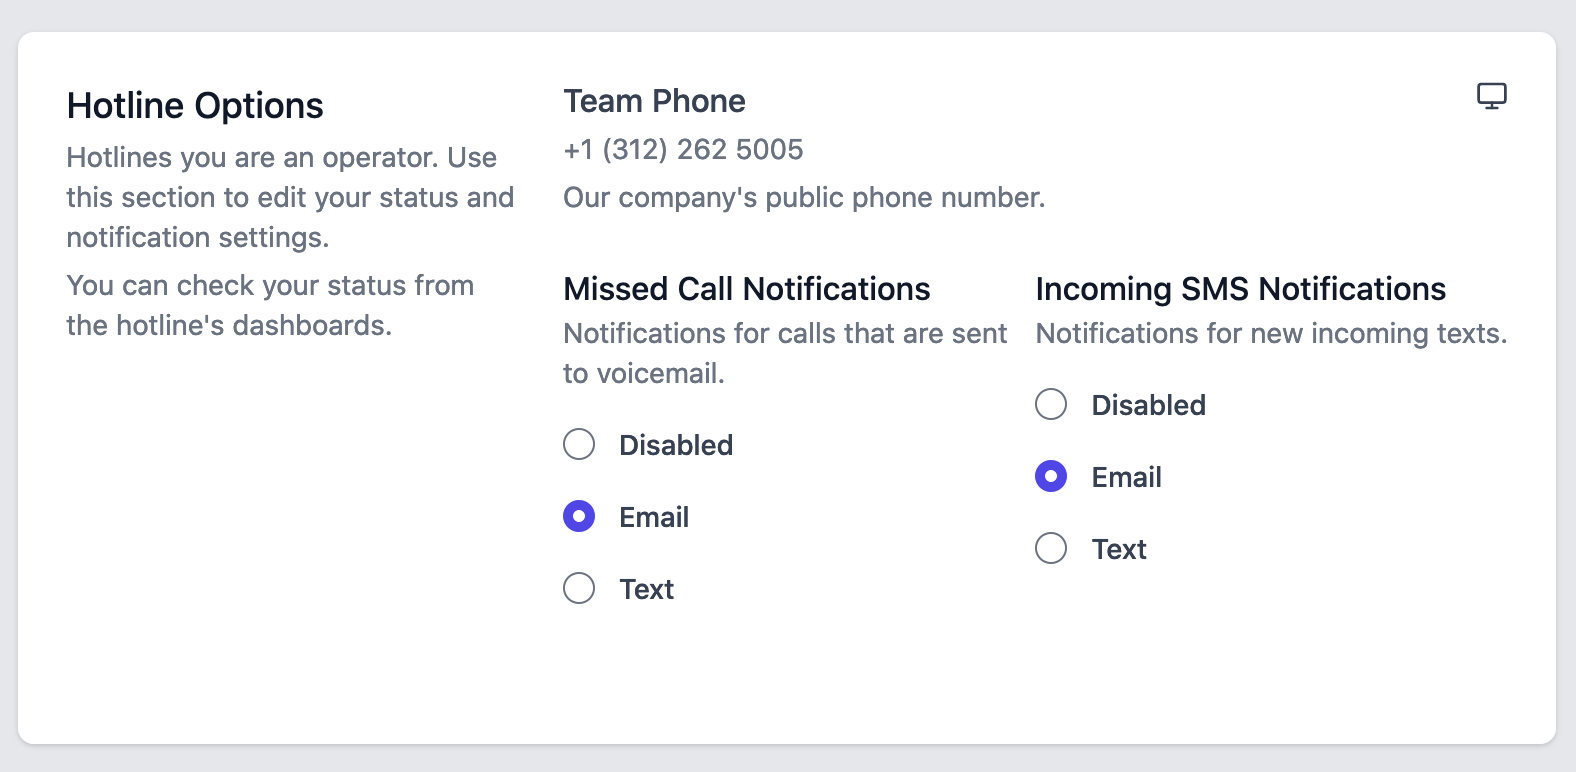 Hotline Options
Hotlines you are an operator. Use
this section to edit your status and
notification settings.
You can check your status from
the hotline's dashboards.
Team Phone
+1 (312) 262 5005
Our company's public phone number.
Missed Call Notifications
Notifications for calls that are sent
to voicemail.
Disabled
Email
Text
Incoming SMS Notifications
Notifications for new incoming texts.
Disabled
Email
Text